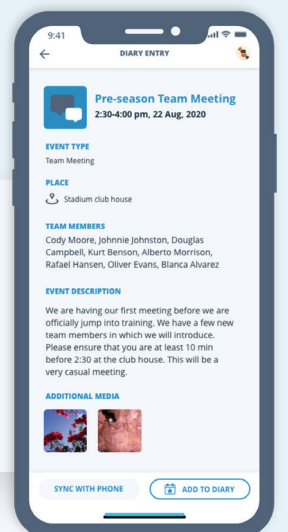 9:41
DIARY ENTRY
Pre-season Team Meeting
2:30-4:00 pm, 22 Aug, 2020
EVENT TYPE
Team Meeting
PLACE
Stadium club house
TEAM MEMBERS
Cody Moore, Johnnie Johnston, Douglas
Campbell, Kurt Benson, Alberto Morrison,
Rafael Hansen, Oliver Evans, Blanca Alvarez
EVENT DESCRIPTION
We are having our first meeting before we are
officially jump into training. We have a few new
team members in which we will introduce.
Please ensure that you are at least 10 min
before 2:30 at the club house. This will be a
very casual meeting.
ADDITIONAL MEDIA
SYNC WITH PHONE
ADD TO DIARY